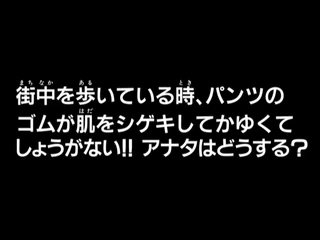 街中を歩いている時、パンツの
ゴムが肌をシゲキしてかゆくて
しょうがない!! アナタはどうする?